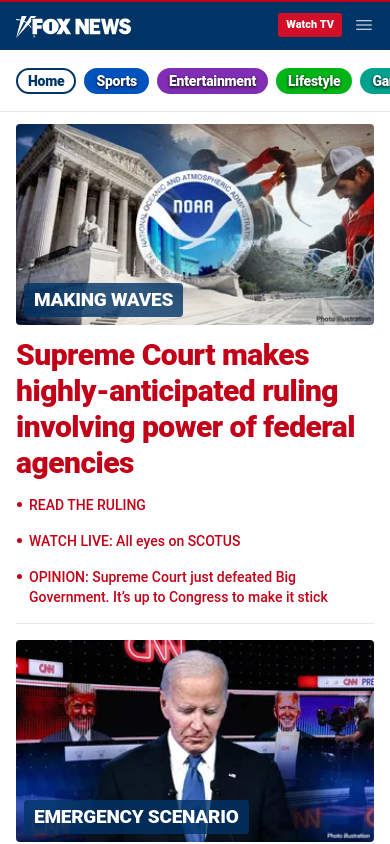 FOX NEWS
Watch TV
Home
Sports
Entertainment
Lifestyle
Ga
NATIONAL OCEANIC AND ATMOSPHERIC ADMINISTRATION
NOAA
MAKING WAVES
Photo Illustration
Supreme Court makes
highly-anticipated ruling
involving power of federal
agencies
• READ THE RULING
• WATCH LIVE: All eyes on SCOTUS
• OPINION: Supreme Court just defeated Big
Government. It’s up to Congress to make it stick
CNN
CNN
CNN PRE
EMERGENCY SCENARIO
Photo Illustration